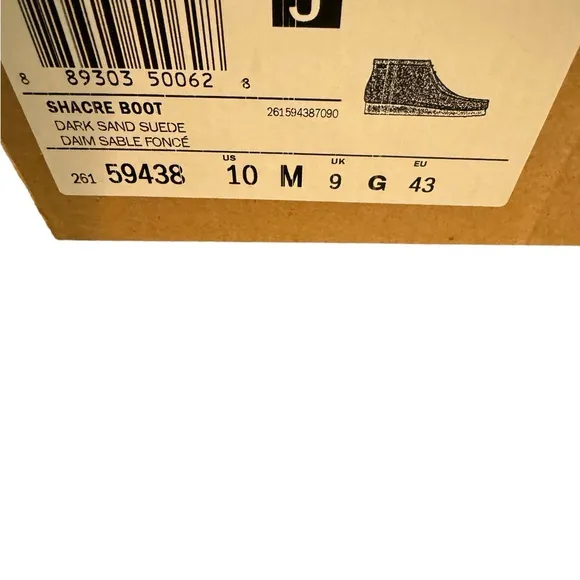 J
8 89303 50062 8
SHACRE BOOT 261594387090
DARK SAND SUEDE
DAIM SABLE FONCÉ
US UK EU
261 59438 10 M 9 G 43